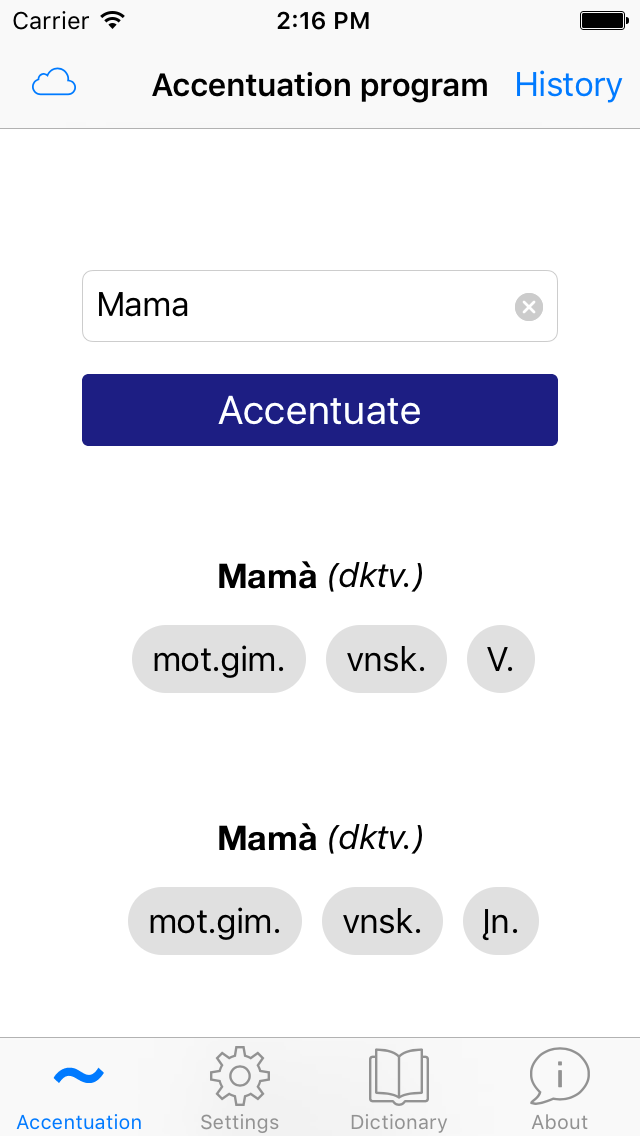 Carrier 2:16 PM
Accentuation program History
Mama
Accentuate
Mamà (dktv.)
mot.gim. vnsk. V.
Mamà (dktv.)
mot.gim. vnsk. Įn.
Accentuation Settings Dictionary About